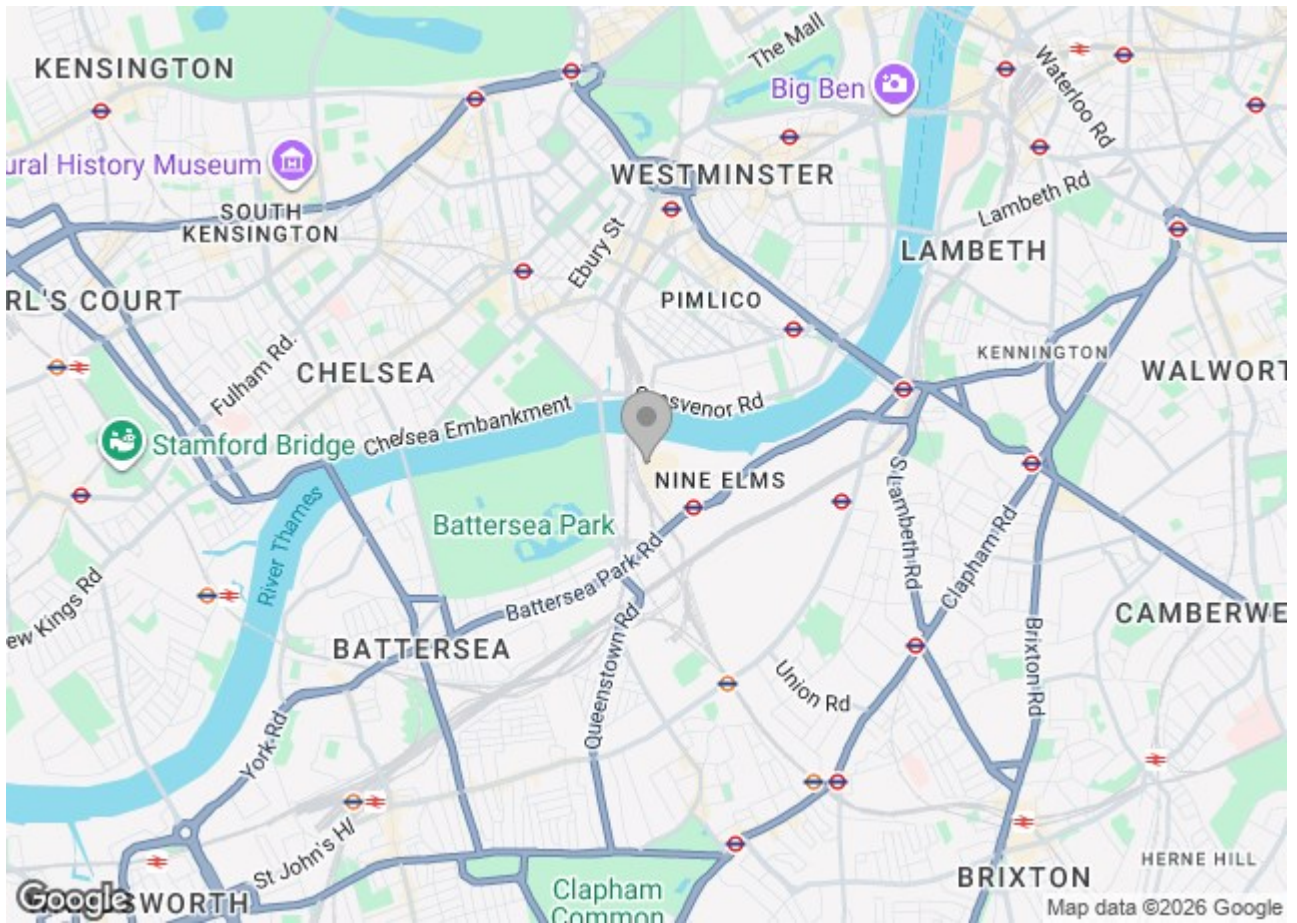 KENSINGTON
The Mall
Waterloo Rd
Big Ben
ural History Museum
WESTMINSTER
Lambeth Rd
SOUTH
KENSINGTON
Ebury St
LAMBETH
RL'S COURT
PIMLICO
Fulham Rd.
CHELSEA
KENNINGTON
WALWORT
Chelsea Embankment
svenor Rd
Stamford Bridge
NINE ELMS
S Lambeth Rd
Battersea Park
River Thames
Clapham Rd
Battersea Park Rd
ew Kings Rd
CAMBERWE
BATTERSEA
Queenstown Rd
Union Rd
Brixton Rd
York Rd
St John's Hl
HERNE HILL
BRIXTON
Clapham
Common
Google
SWORTH
Map data ©2026 Google